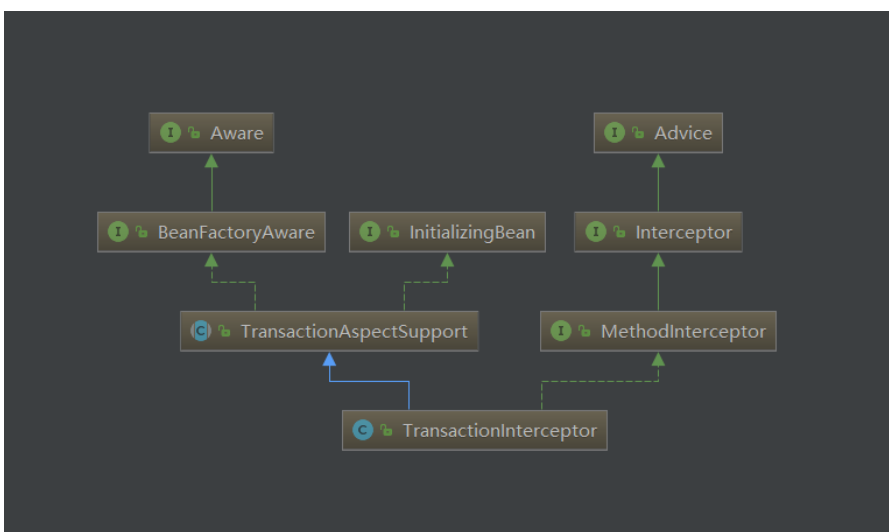 I Aware
I Advice
I BeanFactoryAware
I InitializingBean
I Interceptor
C TransactionAspectSupport
I MethodInterceptor
C TransactionInterceptor